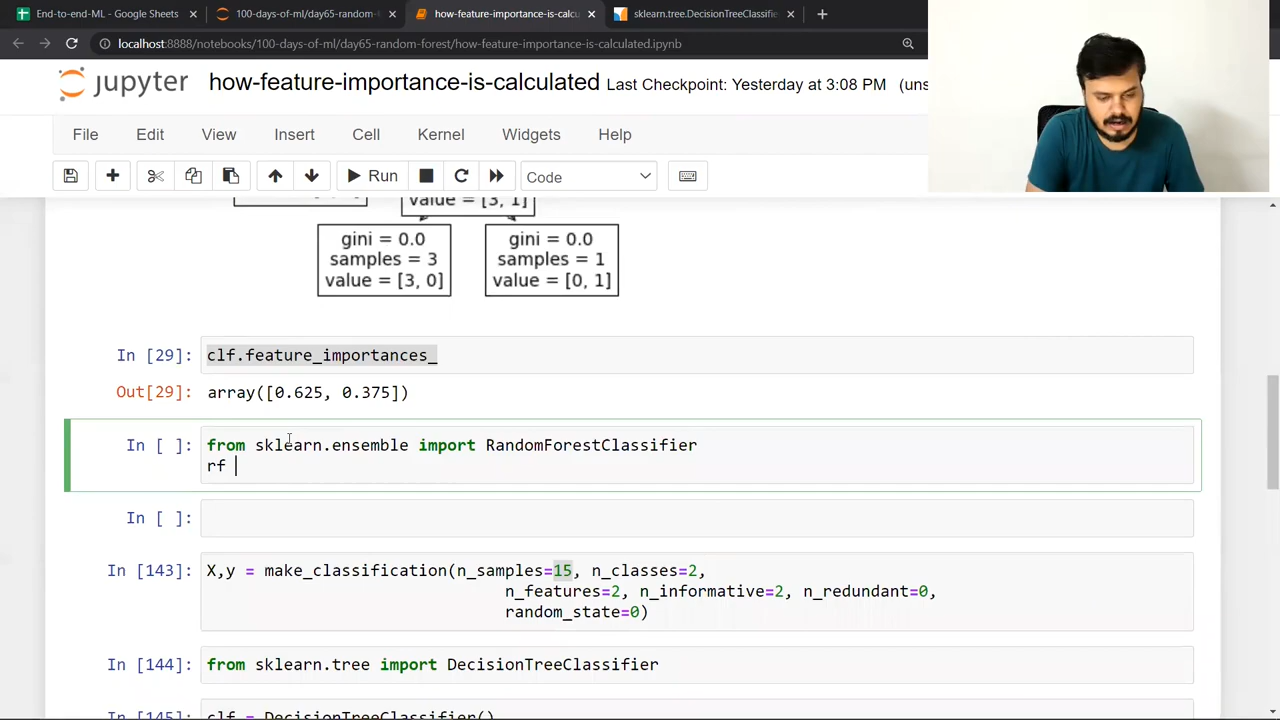 End-to-end-ML - Google Sheets
100-days-of-ml/day65-random-
how-feature-importance-is-calcu
sklearn.tree.DecisionTreeClassifie
localhost:8888/notebooks/100-days-of-ml/day65-random-forest/how-feature-importance-is-calculated.ipynb
jupyter how-feature-importance-is-calculated Last Checkpoint: Yesterday at 3:08 PM (uns
File Edit View Insert Cell Kernel Widgets Help
Run Code
value = [3, 1]
gini = 0.0
samples = 3
value = [3, 0]
gini = 0.0
samples = 1
value = [0, 1]
In [29]: clf.feature_importances_
Out[29]: array([0.625, 0.375])
In [ ]: from sklearn.ensemble import RandomForestClassifier
rf
In [ ]:
In [143]: X,y = make_classification(n_samples=15, n_classes=2,
n_features=2, n_informative=2, n_redundant=0,
random_state=0)
In [144]: from sklearn.tree import DecisionTreeClassifier
In [145]: clf = DecisionTreeClassifier()